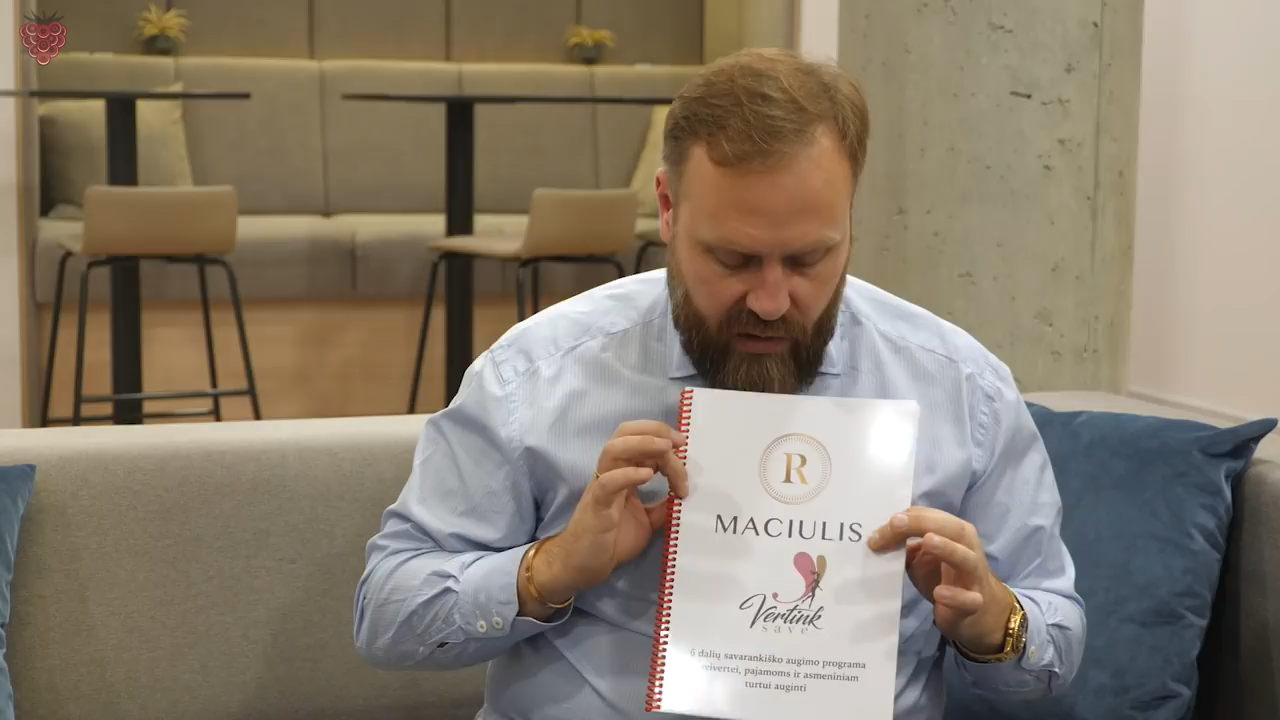 R
MACIULIS
Vertink
save
6 dalių savarankiško augimo programa
pajamoms ir asmeniniam
turtui auginti